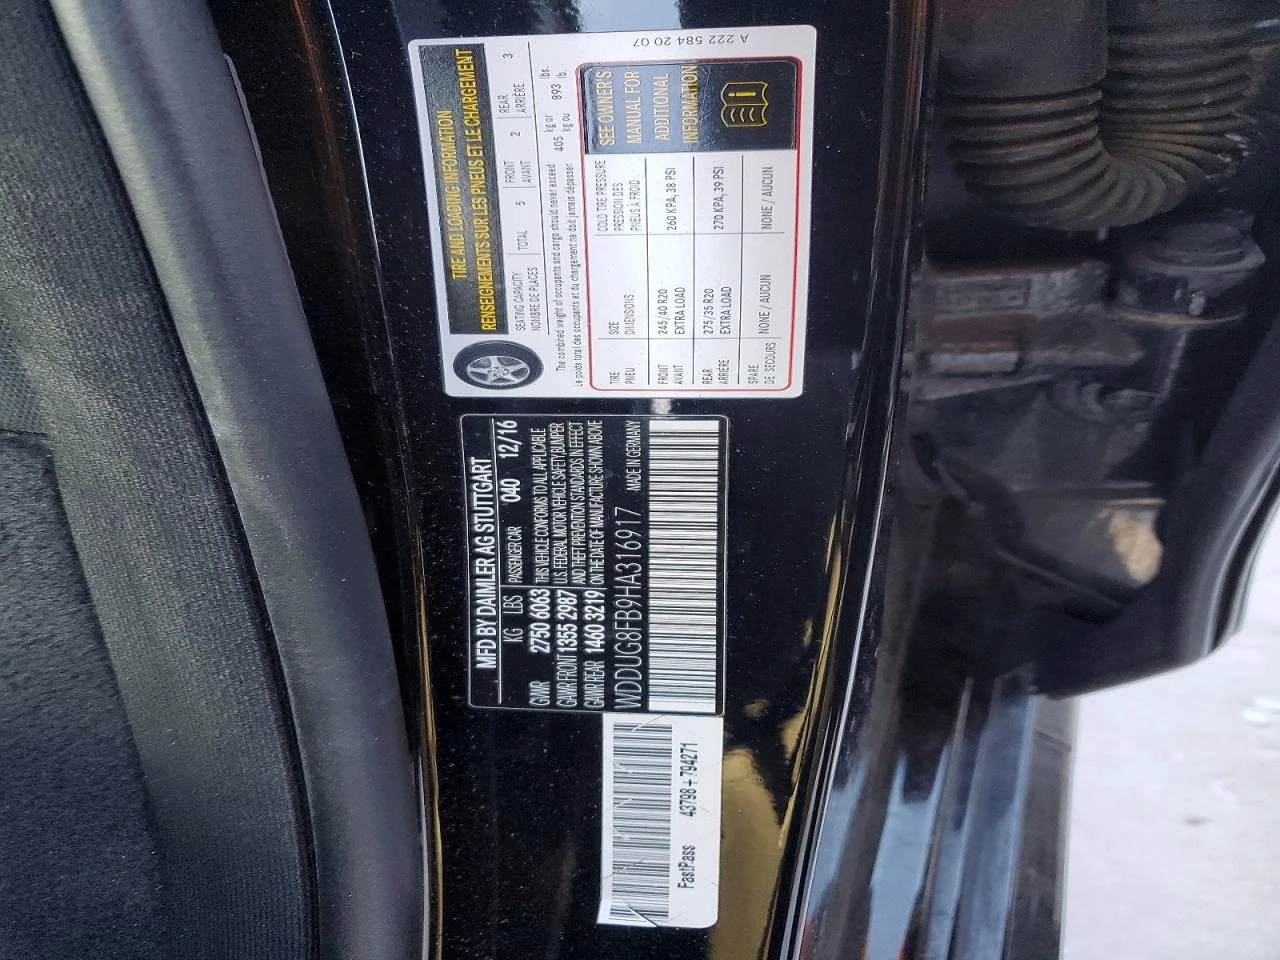 TIRE AND LOADING INFORMATION
RENSEIGNEMENTS SUR LES PNEUS ET LE CHARGEMENT
SEATING CAPACITY TOTAL 5 FRONT 2 REAR 3
NOMBRE DE PLACES AVANT ARRIÈRE
The combined weight of occupants and cargo should never exceed 405 kg or 893 lbs.
Le poids total des occupants et du chargement ne doit jamais dépasser kg ou lb.
TIRE SIZE COLD TIRE PRESSURE
PNEU DIMENSIONS PRESSION DES
PNEUS À FROID
FRONT 245/40 R20 260 KPA, 38 PSI
AVANT EXTRA LOAD
REAR 275/35 R20 270 KPA, 39 PSI
ARRIÈRE EXTRA LOAD
SPARE NONE / AUCUN NONE / AUCUN
DE SECOURS
SEE OWNER'S
MANUAL FOR
ADDITIONAL
INFORMATION
A 222 584 20 07
MFD BY DAIMLER AG STUTTGART
KG LBS PASSENGER CAR 040 12/16
GVWR 2750 6063 THIS VEHICLE CONFORMS TO ALL APPLICABLE
GAWR FRONT 1355 2987 U.S. FEDERAL MOTOR VEHICLE SAFETY, BUMPER
GAWR REAR 1460 3219 AND THEFT PREVENTION STANDARDS IN EFFECT
ON THE DATE OF MANUFACTURE SHOWN ABOVE
WDDUG8FB9HA316917 MADE IN GERMANY
FastPass 43798 + 794271